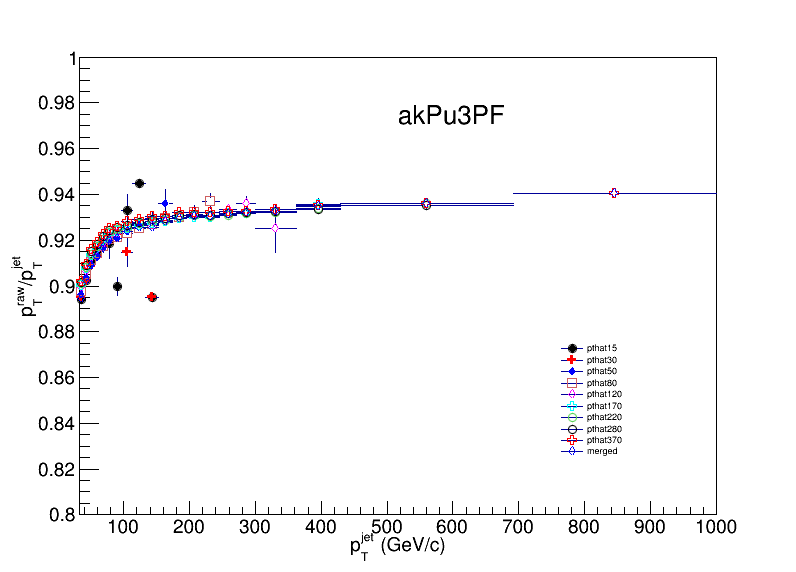 1
0.98
0.96
0.94
0.92
0.9
0.88
0.86
0.84
0.82
0.8
akPu3PF
p_T^raw/p_T^jet
pthat15
pthat30
pthat50
pthat80
pthat120
pthat170
pthat220
pthat280
pthat370
merged
100 200 300 400 500 600 700 800 900 1000
p_T^jet (GeV/c)